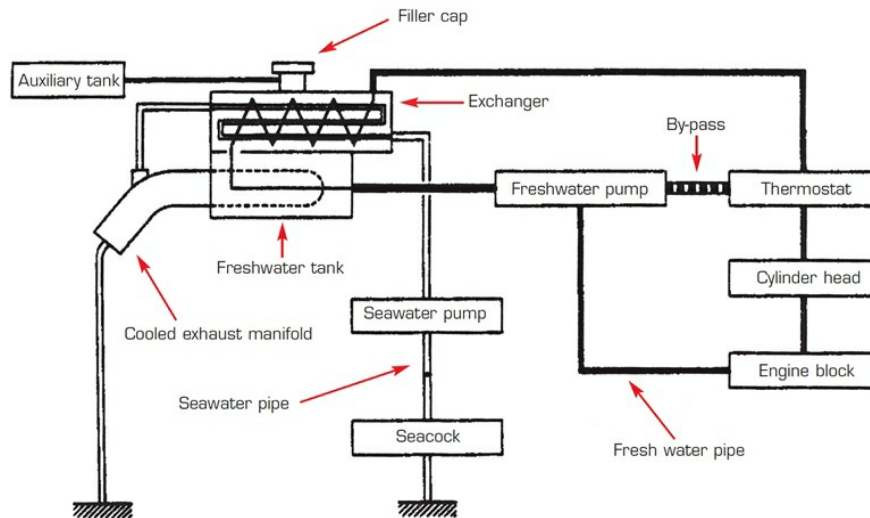 Filler cap
Auxiliary tank
Exchanger
By-pass
Freshwater pump
Thermostat
Freshwater tank
Cylinder head
Cooled exhaust manifold
Seawater pump
Engine block
Seawater pipe
Seacock
Fresh water pipe